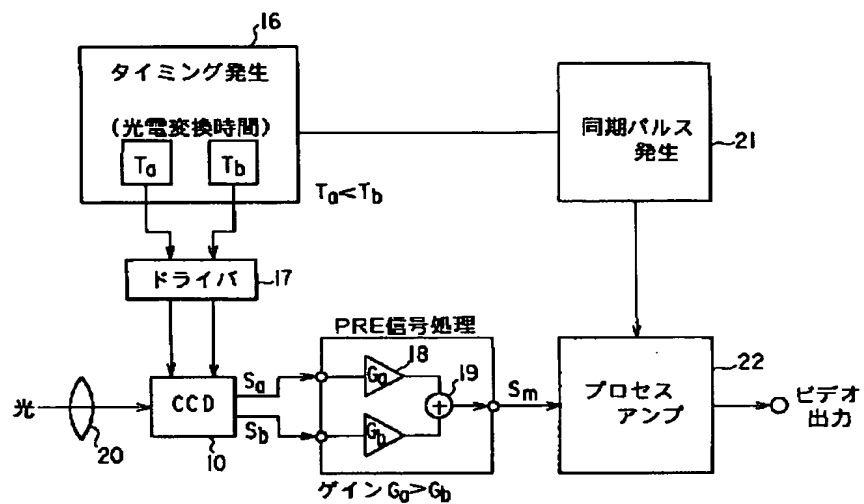 16
タイミング発生
(光電変換時間)
Ta
Tb
Ta<Tb
同期パルス
発生
21
ドライバ
17
PRE信号処理
光
20
CCD
10
Sa
Sb
Ga
18
Gb
19
+
Sm
ゲイン Ga>Gb
プロセス
アンプ
22
ビデオ
出力